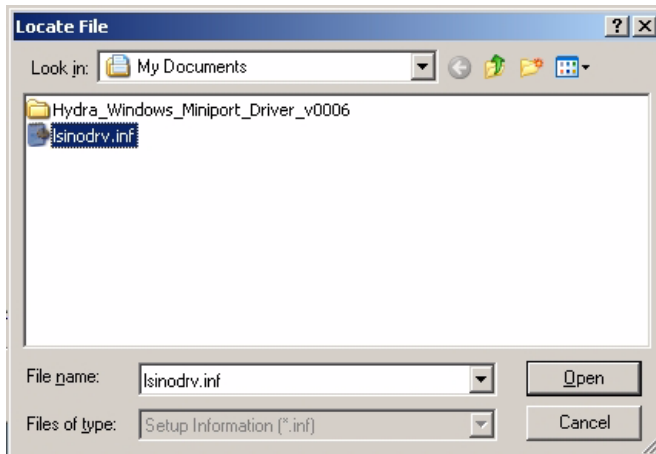 Locate File
Look in: My Documents
Hydra_Windows_Miniport_Driver_v0006
lsinodrv.inf
File name: lsinodrv.inf Open
Files of type: Setup Information (*.inf) Cancel